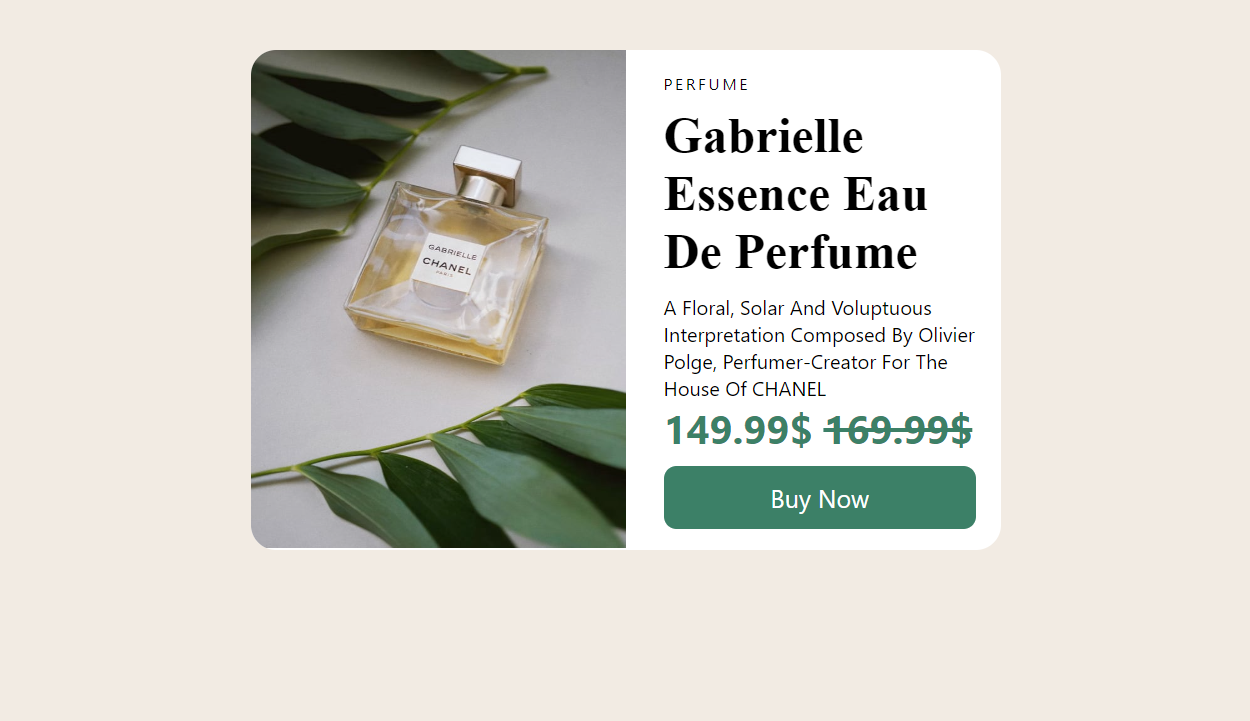 PERFUME
Gabrielle
Essence Eau
De Perfume
A Floral, Solar And Voluptuous
Interpretation Composed By Olivier
Polge, Perfumer-Creator For The
House Of CHANEL
149.99$ 169.99$
Buy Now
GABRIELLE
CHANEL
PARIS